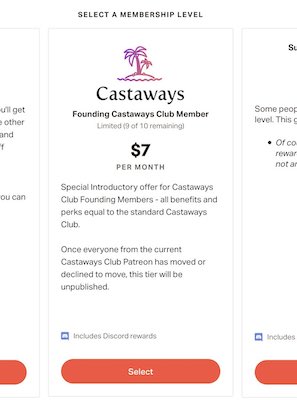 SELECT A MEMBERSHIP LEVEL
you'll get
other
and
you can
Castaways
Founding Castaways Club Member
Limited (9 of 10 remaining)
$7
PER MONTH
Special Introductory offer for Castaways
Club Founding Members - all benefits and
perks equal to the standard Castaways
Club.
Once everyone from the current
Castaways Club Patreon has moved or
declined to move, this tier will be
unpublished.
Includes Discord rewards
Select
Su
Some peop
level. This g
Of co
rewar
not ar
Includes